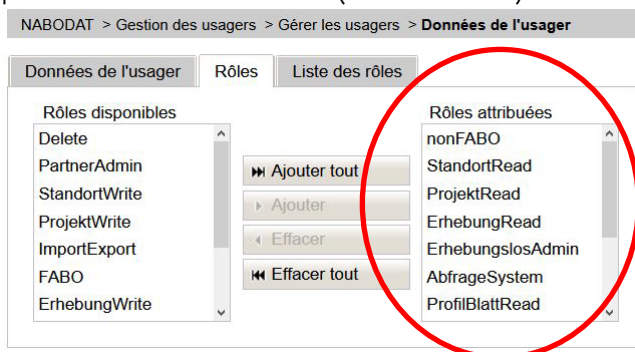 NABODAT > Gestion des usagers > Gérer les usagers > Données de l'usager
Données de l'usager Rôles Liste des rôles
Rôles disponibles
Delete
PartnerAdmin
StandortWrite
ProjektWrite
ImportExport
FABO
ErhebungWrite
Ajouter tout
Ajouter
Effacer
Effacer tout
Rôles attribuées
nonFABO
StandortRead
ProjektRead
ErhebungRead
ErhebungslosAdmin
AbfrageSystem
ProfilBlattRead